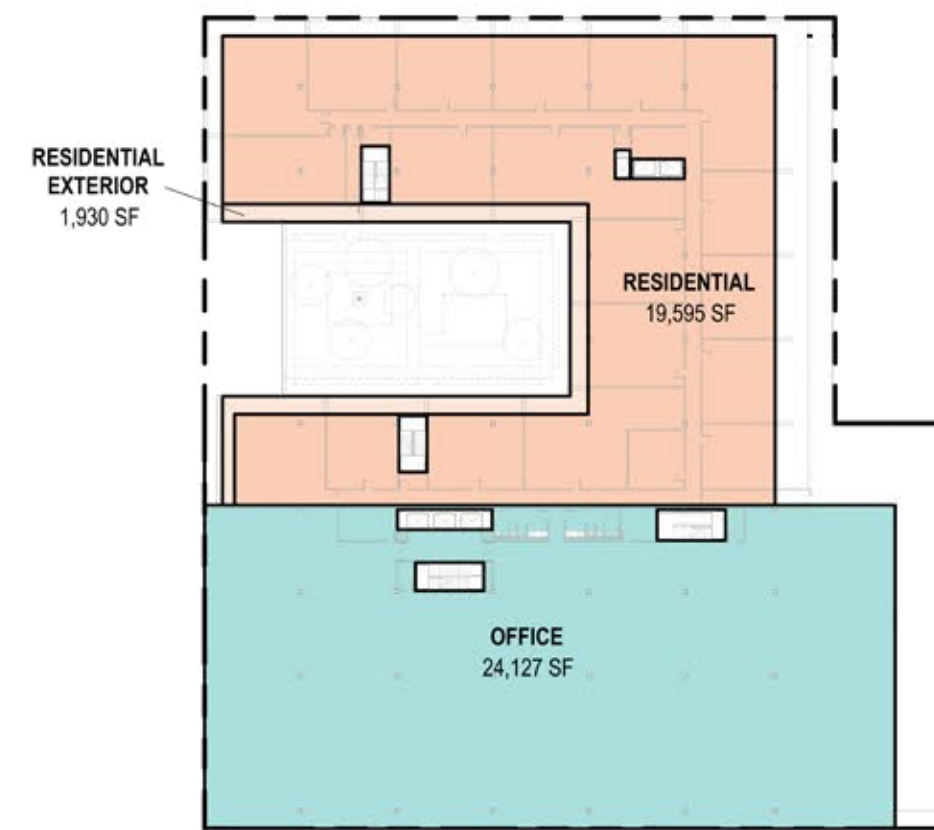 RESIDENTIAL
EXTERIOR
1,930 SF
RESIDENTIAL
19,595 SF
OFFICE
24,127 SF